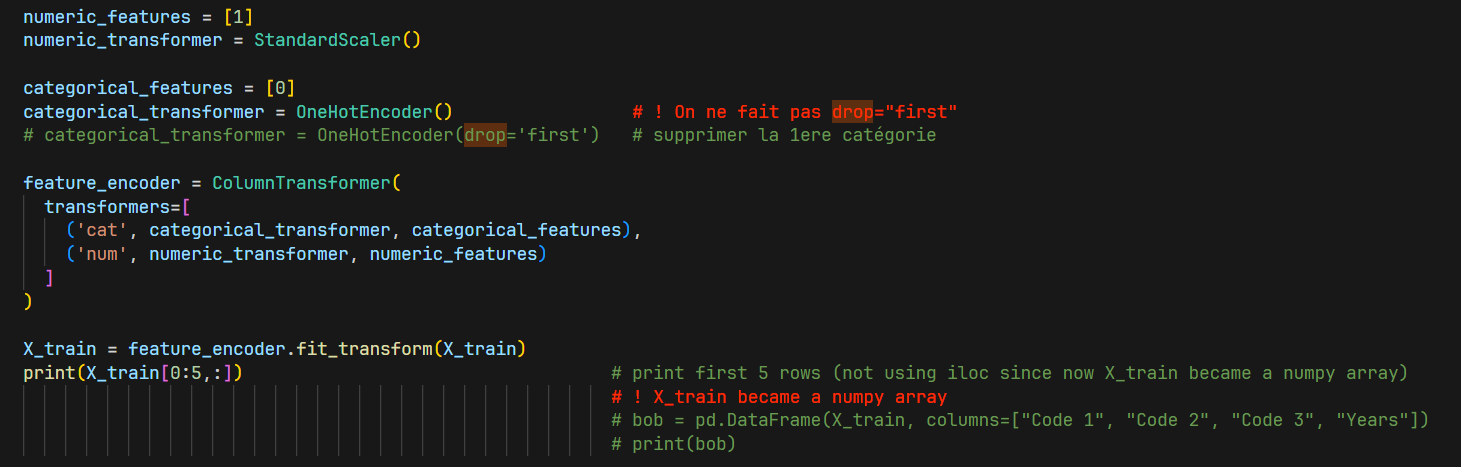 numeric_features = [1]
numeric_transformer = StandardScaler()
categorical_features = [0]
categorical_transformer = OneHotEncoder() # ! On ne fait pas drop="first"
# categorical_transformer = OneHotEncoder(drop='first') # supprimer la 1ere catégorie
feature_encoder = ColumnTransformer(
transformers=[
('cat', categorical_transformer, categorical_features),
('num', numeric_transformer, numeric_features)
]
)
X_train = feature_encoder.fit_transform(X_train)
print(X_train[0:5,:]) # print first 5 rows (not using iloc since now X_train became a numpy array)
# ! X_train became a numpy array
# bob = pd.DataFrame(X_train, columns=["Code 1", "Code 2", "Code 3", "Years"])
# print(bob)